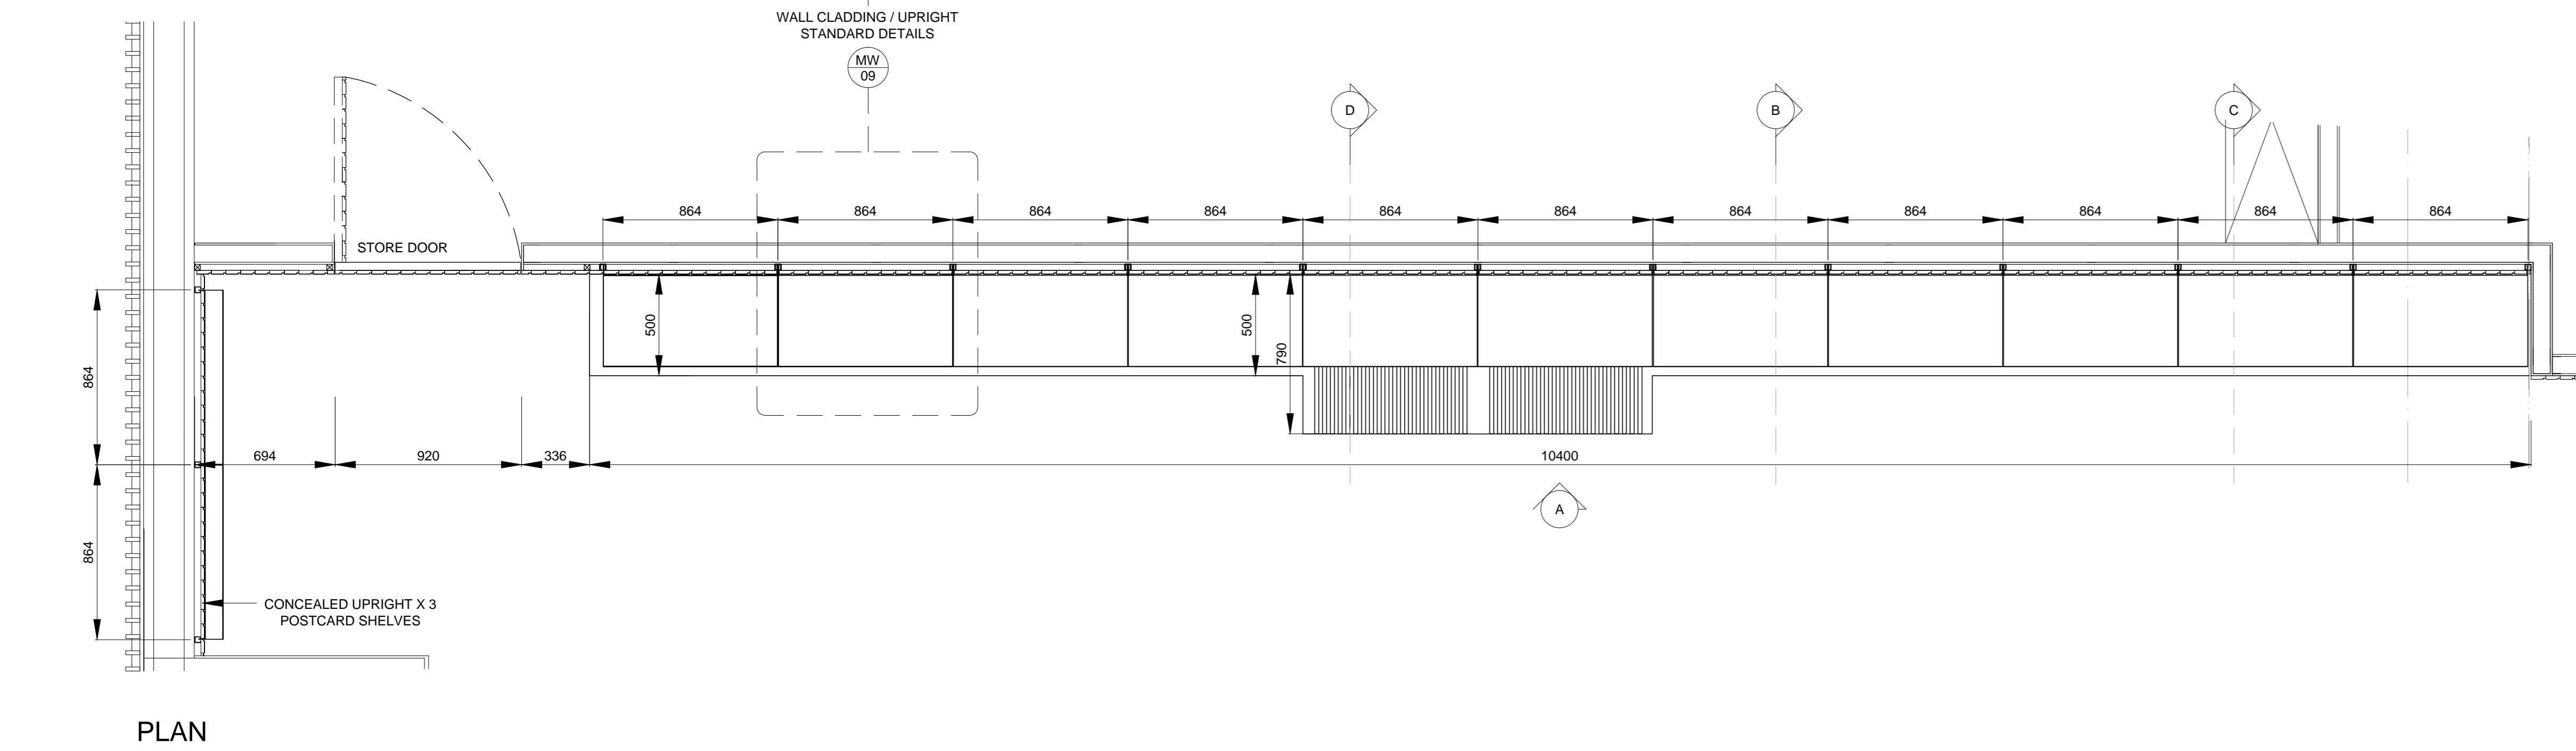 WALL CLADDING / UPRIGHT
STANDARD DETAILS
MW
09
D
B
C
864
864
864
864
864
864
864
864
864
864
864
STORE DOOR
500
500
790
864
694
920
336
10400
A
864
CONCEALED UPRIGHT X 3
POSTCARD SHELVES
PLAN